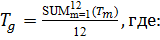 T_g = SUM_{m=1}^{12}(T_m) / 12, где: